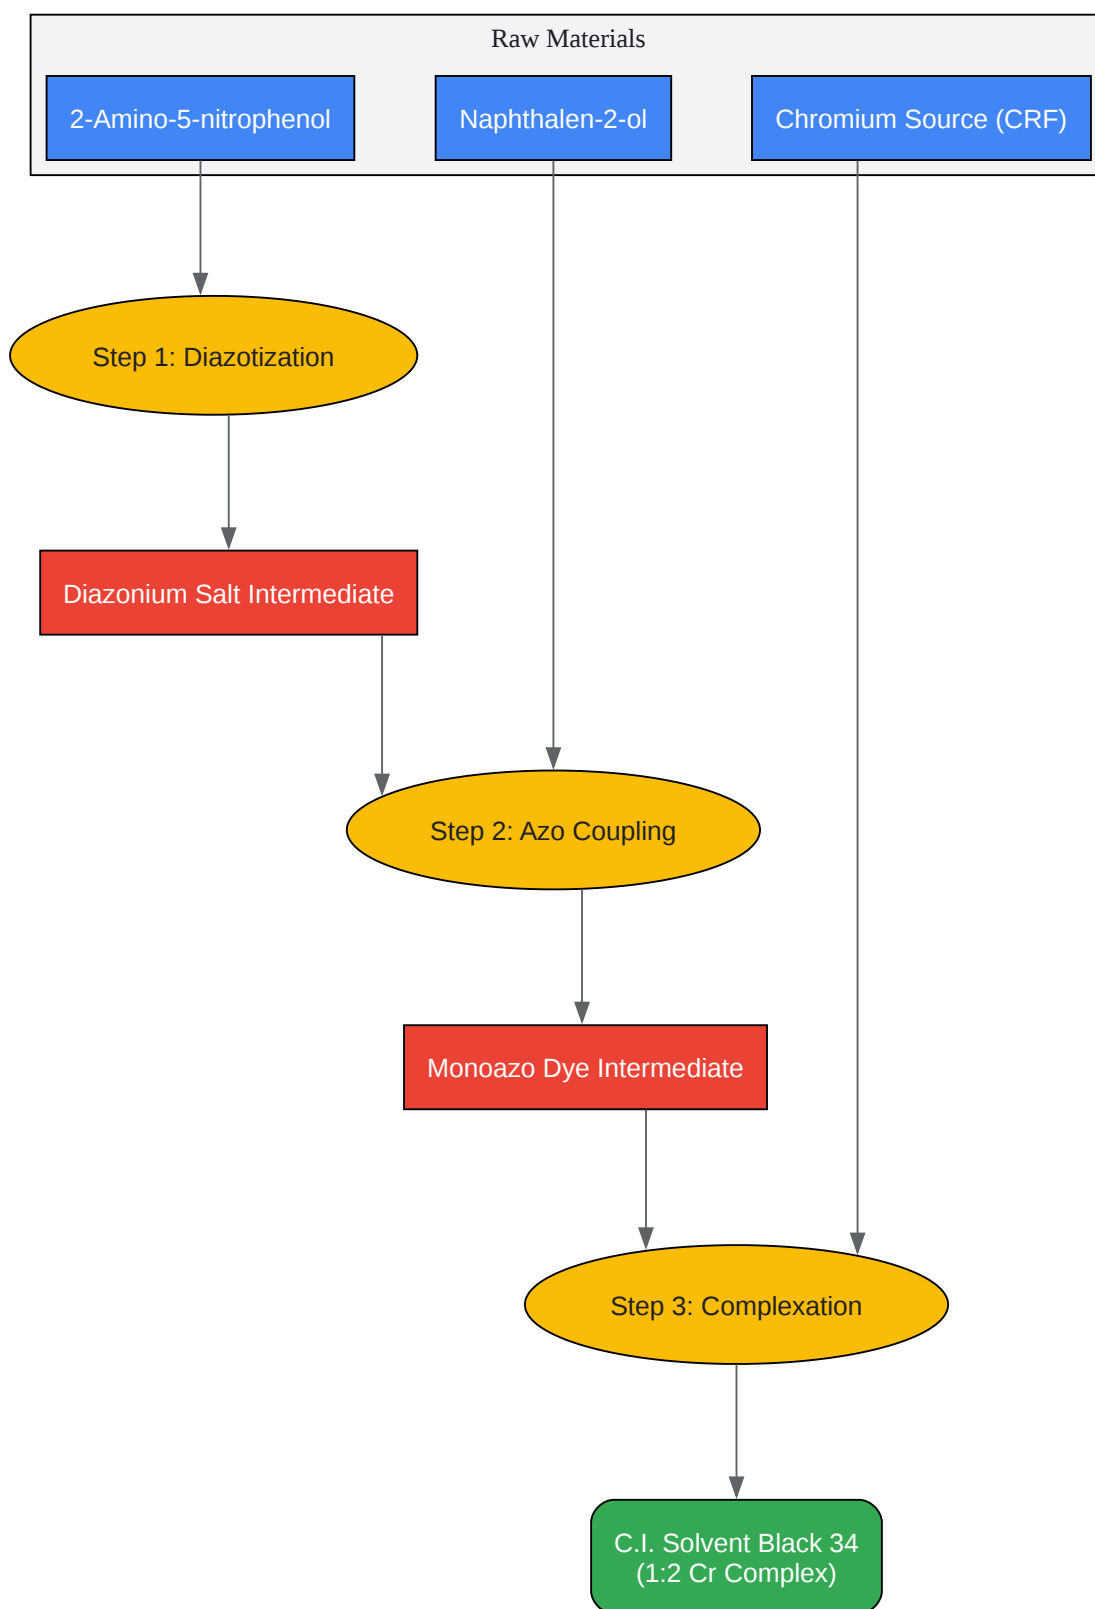 Raw Materials
2-Amino-5-nitrophenol
Naphthalen-2-ol
Chromium Source (CRF)
Step 1: Diazotization
Diazonium Salt Intermediate
Step 2: Azo Coupling
Monoazo Dye Intermediate
Step 3: Complexation
C.I. Solvent Black 34
(1:2 Cr Complex)